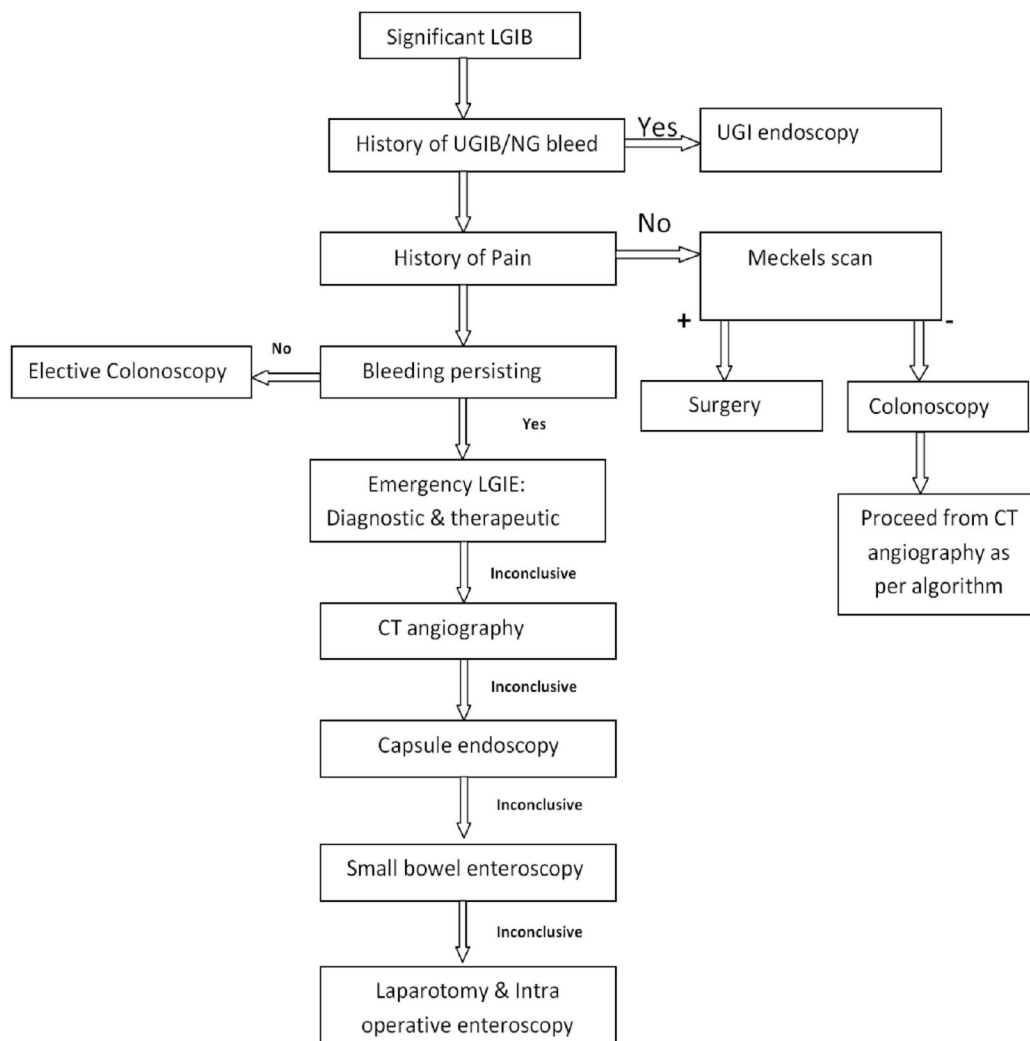 Significant LGIB
History of UGIB/NG bleed
Yes
UGI endoscopy
History of Pain
No
Meckels scan
+
-
Elective Colonoscopy
No
Bleeding persisting
Surgery
Colonoscopy
Yes
Emergency LGIE:
Diagnostic & therapeutic
Proceed from CT
angiography as
per algorithm
Inconclusive
CT angiography
Inconclusive
Capsule endoscopy
Inconclusive
Small bowel enteroscopy
Inconclusive
Laparotomy & Intra
operative enteroscopy